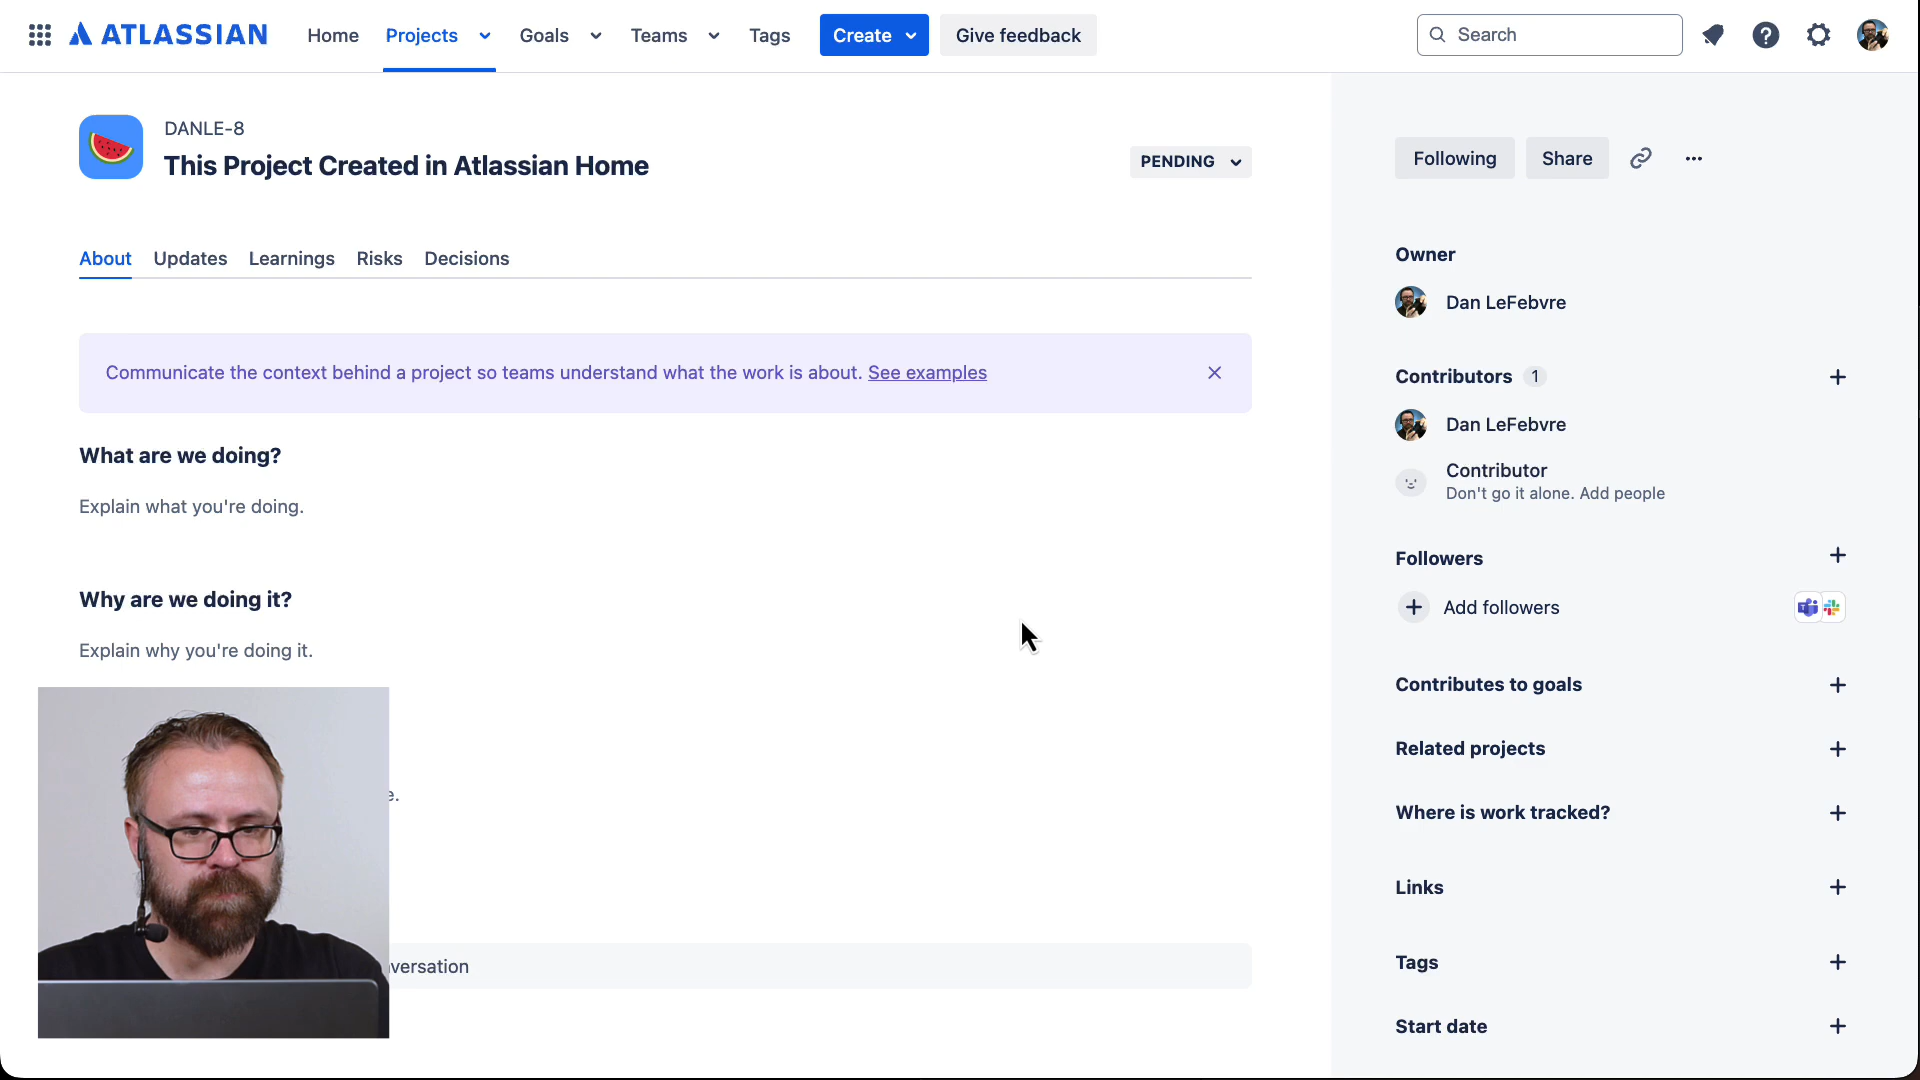 ATLASSIAN Home Projects Goals Teams Tags Create Give feedback Search
DANLE-8
This Project Created in Atlassian Home
PENDING
Following Share
About Updates Learnings Risks Decisions
Communicate the context behind a project so teams understand what the work is about. See examples
What are we doing?
Explain what you're doing.
Why are we doing it?
Explain why you're doing it.
Owner
Dan LeFebvre
Contributors 1
Dan LeFebvre
Contributor
Don't go it alone. Add people
Followers
Add followers
Contributes to goals
Related projects
Where is work tracked?
Links
Tags
Start date